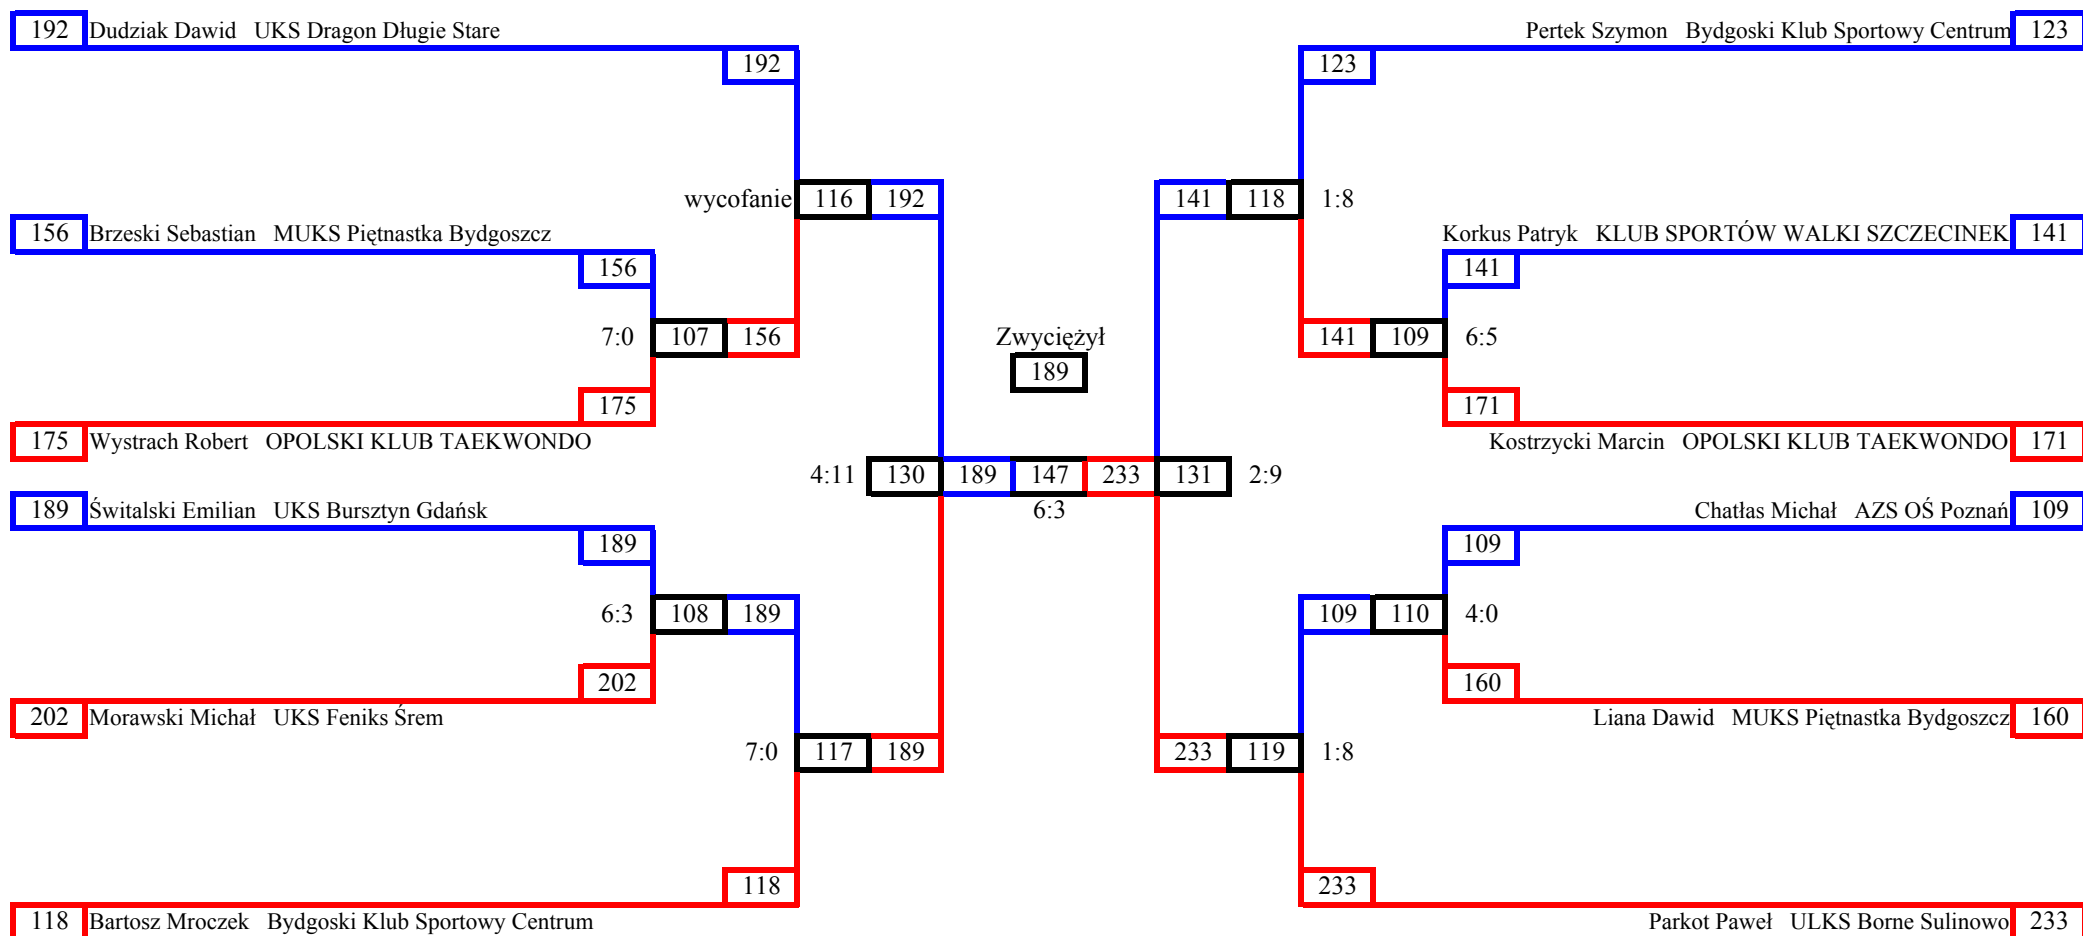 192 Dudziak Dawid UKS Dragon Długie Stare
Pertek Szymon Bydgoski Klub Sportowy Centrum 123
192
123
wycofanie 116 192
141 118 1:8
156 Brzeski Sebastian MUKS Piętnastka Bydgoszcz
Korkus Patryk KLUB SPORTÓW WALKI SZCZECINEK 141
156
141
7:0 107 156
Zwyciężył
141 109 6:5
189
175
171
175 Wystrach Robert OPOLSKI KLUB TAEKWONDO
Kostrzycki Marcin OPOLSKI KLUB TAEKWONDO 171
4:11 130 189 147 233 131 2:9
6:3
189 Świtalski Emilian UKS Bursztyn Gdańsk
Chatłas Michał AZS OŚ Poznań 109
189
109
6:3 108 189
109 110 4:0
202
160
202 Morawski Michał UKS Feniks Śrem
Liana Dawid MUKS Piętnastka Bydgoszcz 160
7:0 117 189
233 119 1:8
118
233
118 Bartosz Mroczek Bydgoski Klub Sportowy Centrum
Parkot Paweł ULKS Borne Sulinowo 233